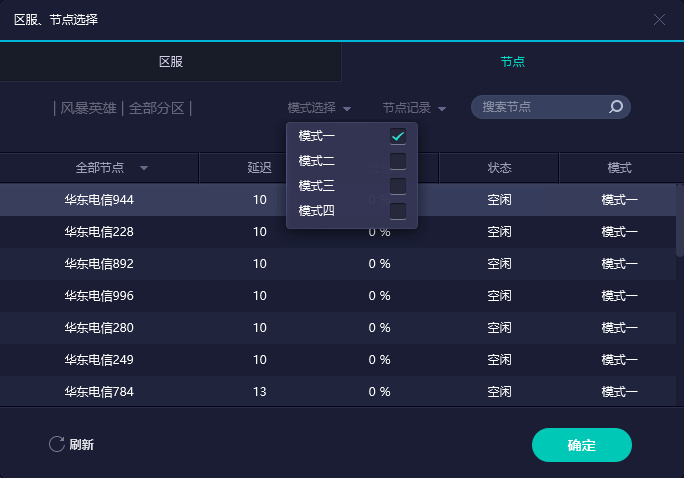 区服、节点选择
区服
节点
| 风暴英雄 | 全部分区 |
模式选择
节点记录
搜索节点
模式一
模式二
模式三
模式四
全部节点 延迟 状态 模式
华东电信944 10 空闲 模式一
华东电信228 10 0 % 空闲 模式一
华东电信892 10 0 % 空闲 模式一
华东电信996 10 0 % 空闲 模式一
华东电信280 10 0 % 空闲 模式一
华东电信249 10 0 % 空闲 模式一
华东电信784 13 0 % 空闲 模式一
刷新
确定